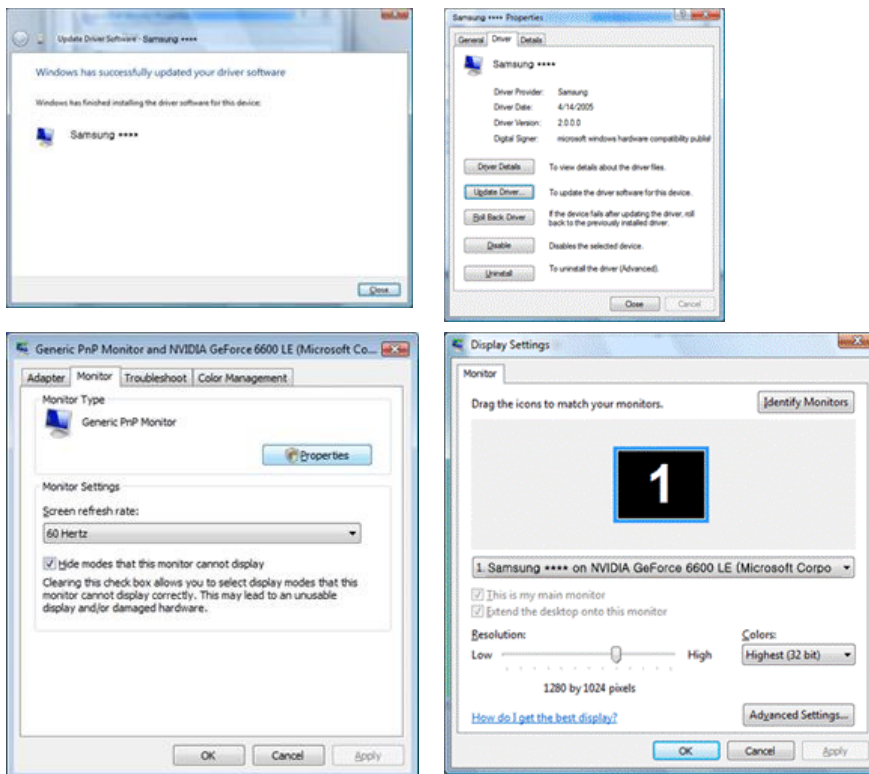 Update Driver Software - Samsung ****
Windows has successfully updated your driver software
Windows has finished installing the driver software for this device:
Samsung ****
Close
Samsung **** Properties
General Driver Details
Samsung ****
Driver Provider: Samsung
Driver Date: 4/14/2005
Driver Version: 2.0.0.0
Digital Signer: microsoft windows hardware compatibility publis
Driver Details To view details about the driver files.
Update Driver... To update the driver software for this device.
Roll Back Driver If the device fails after updating the driver, roll
back to the previously installed driver.
Disable Disables the selected device.
Uninstall To uninstall the driver (Advanced).
Close Cancel
Generic PnP Monitor and NVIDIA GeForce 6600 LE (Microsoft Co...
Adapter Monitor Troubleshoot Color Management
Monitor Type
Generic PnP Monitor
Properties
Monitor Settings
Screen refresh rate:
60 Hertz
Hide modes that this monitor cannot display
Clearing this check box allows you to select display modes that this
monitor cannot display correctly. This may lead to an unusable
display and/or damaged hardware.
OK Cancel Apply
Display Settings
Monitor
Drag the icons to match your monitors.
Identify Monitors
1
1. Samsung **** on NVIDIA GeForce 6600 LE (Microsoft Corpo
This is my main monitor
Extend the desktop onto this monitor
Resolution: Colors:
Low High Highest (32 bit)
1280 by 1024 pixels
How do I get the best display? Advanced Settings...
OK Cancel Apply